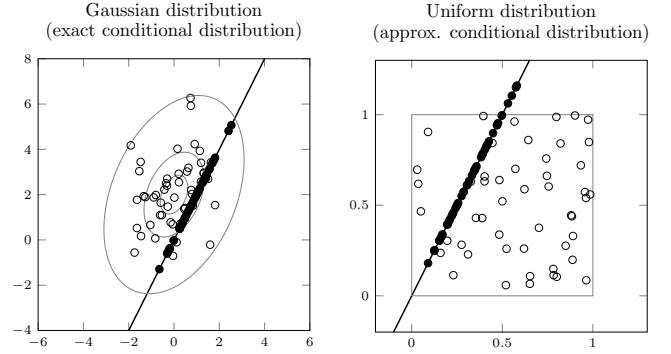 Gaussian distribution
(exact conditional distribution)
Uniform distribution
(approx. conditional distribution)
8
6
4
2
0
−2
−4
−6 −4 −2 0 2 4 6
1
0.5
0
0 0.5 1